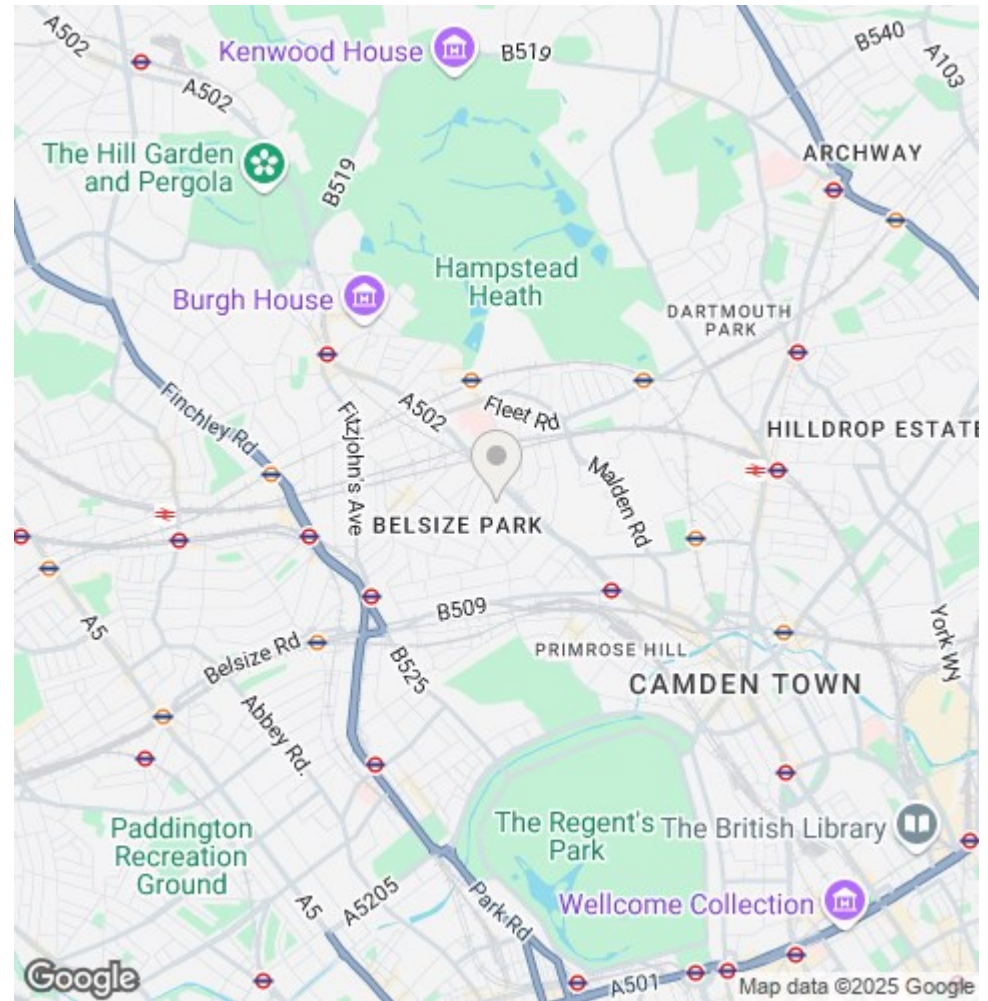 A502
Kenwood House
B519
B540
A103
A502
The Hill Garden
and Pergola
B519
ARCHWAY
Hampstead
Heath
Burgh House
DARTMOUTH
PARK
A502
Fleet Rd
Finchley Rd
Fitzjohn's Ave
HILLDROP ESTATE
Malden Rd
BELSIZE PARK
A5
B509
York Wy
Belsize Rd
PRIMROSE HILL
B525
CAMDEN TOWN
Abbey Rd.
Paddington
Recreation
Ground
The Regent's
Park
The British Library
A5
A5205
Park Rd
Wellcome Collection
A501
Google
Map data ©2025 Google